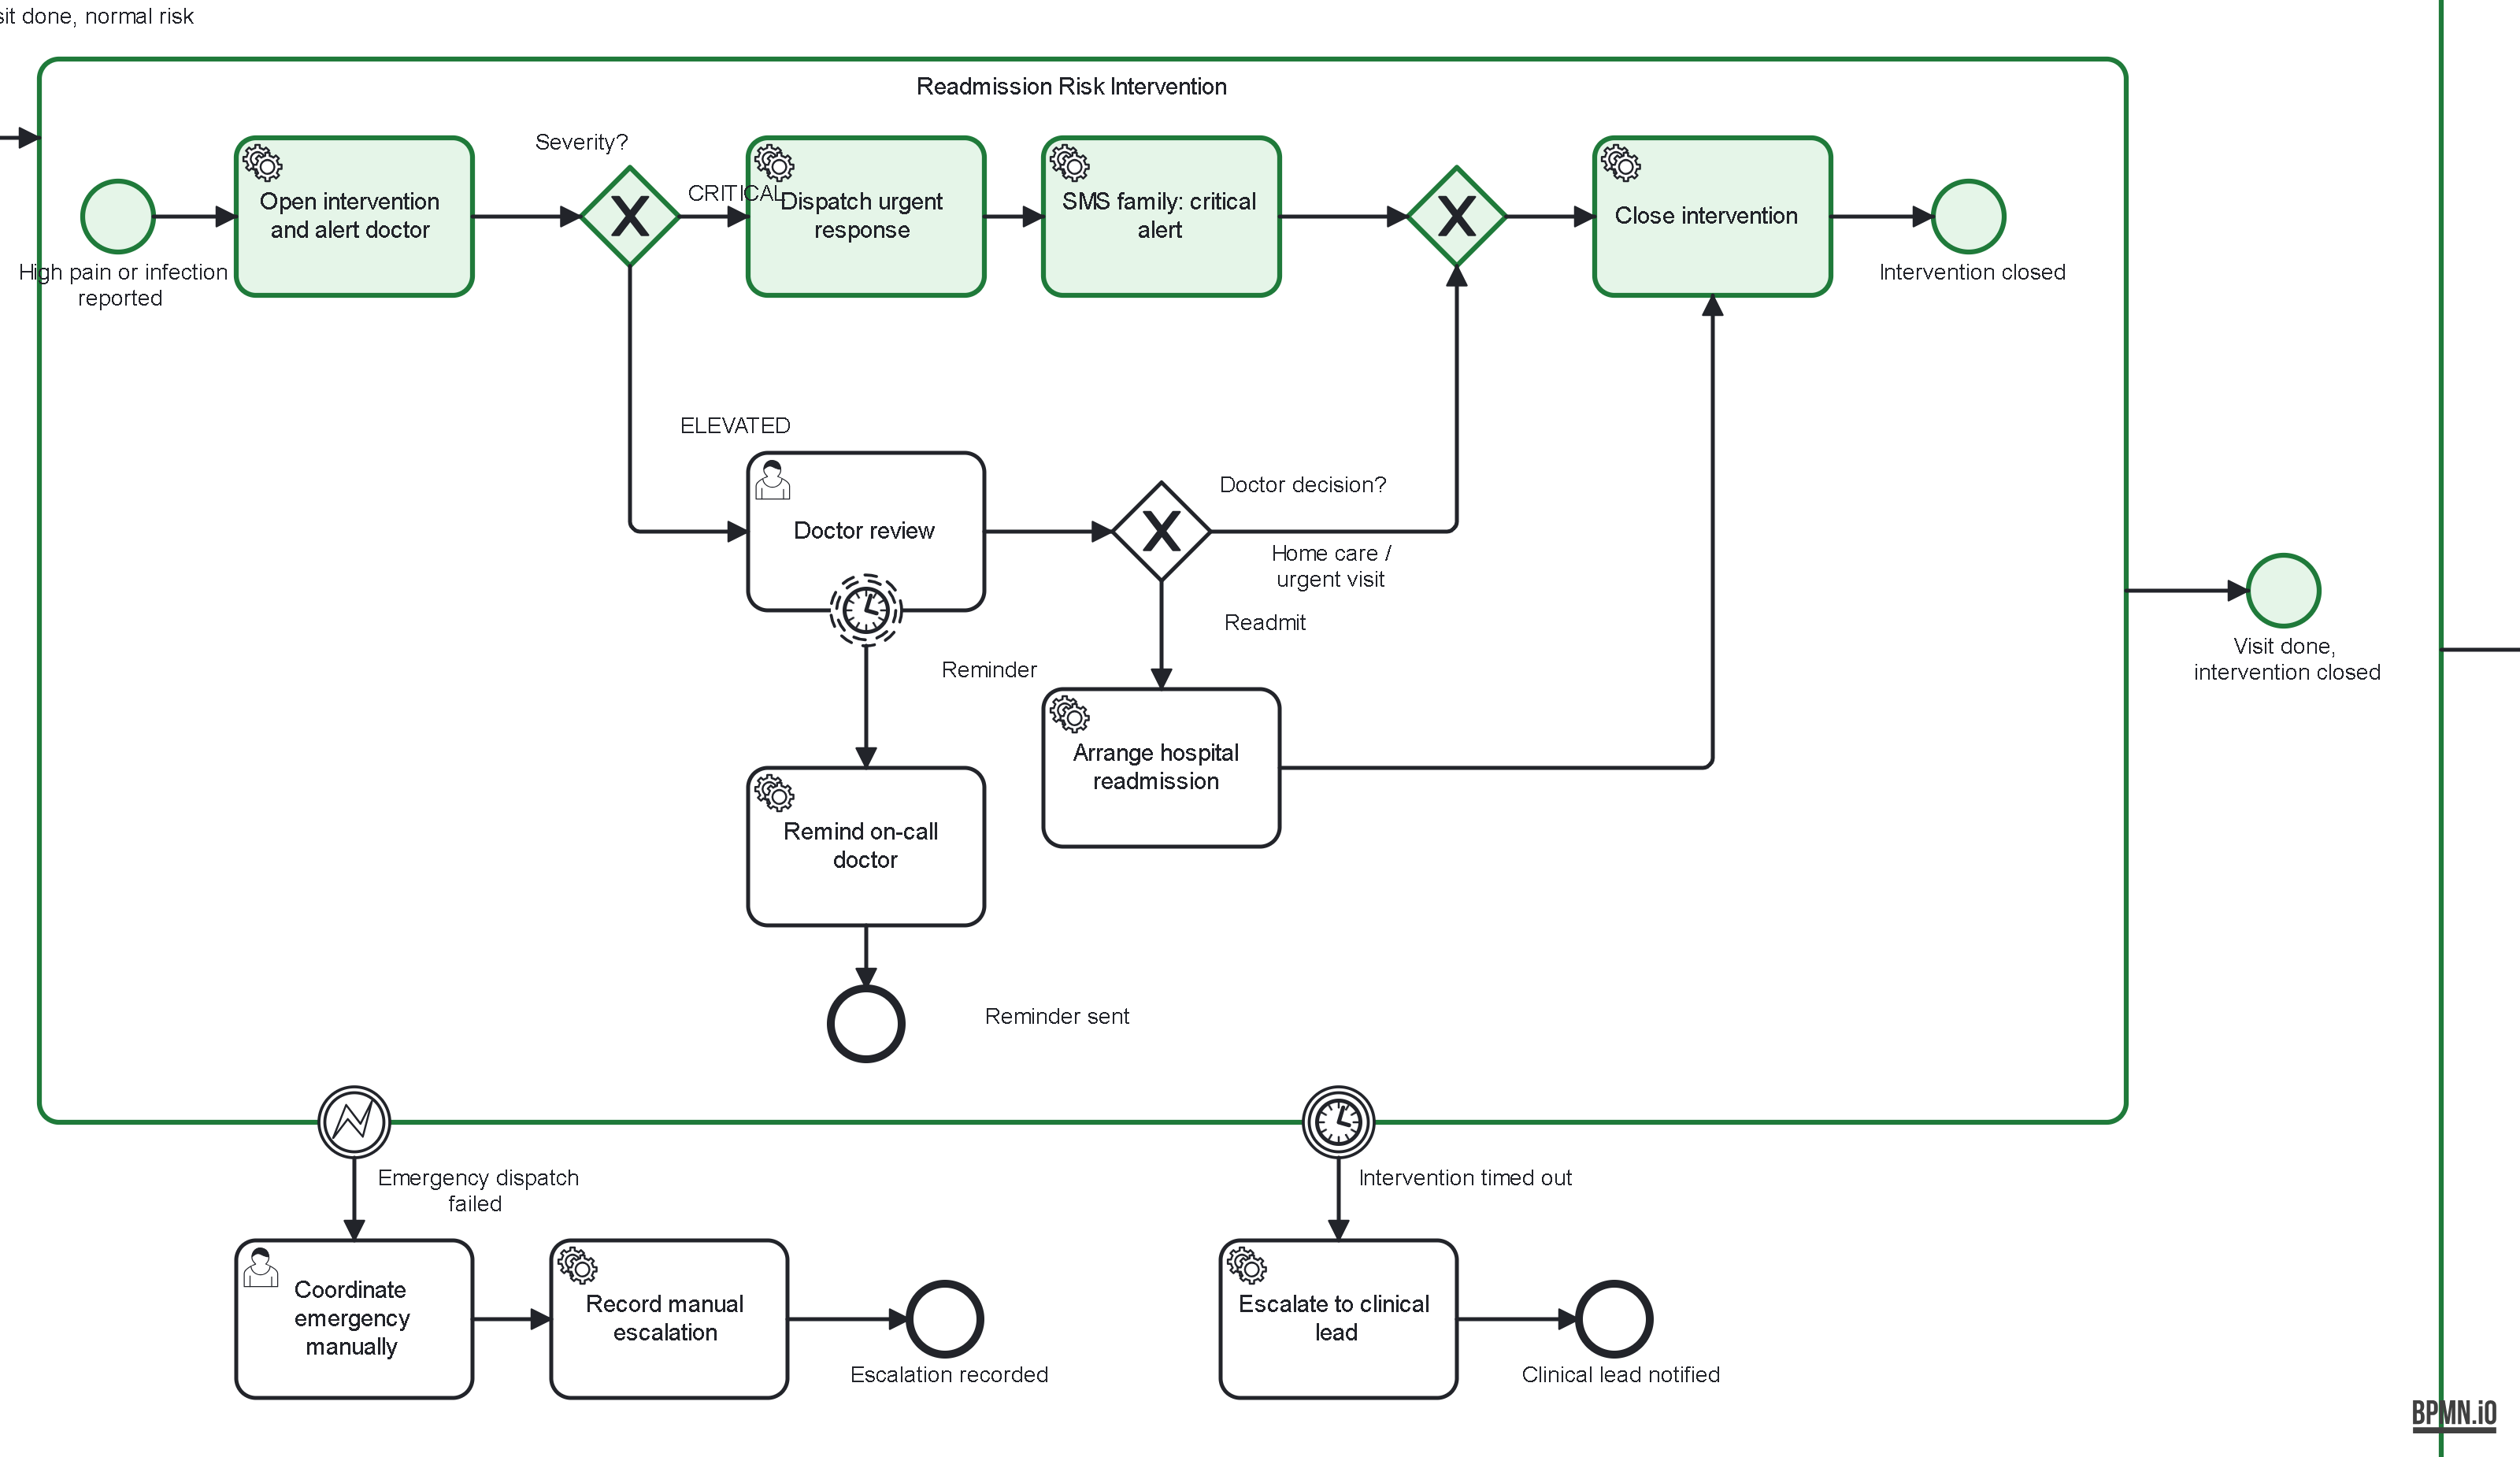 sit done, normal risk
Readmission Risk Intervention
Severity?
CRITICAL
Open intervention
and alert doctor
Dispatch urgent
response
SMS family: critical
alert
Close intervention
High pain or infection
reported
Intervention closed
ELEVATED
Doctor review
Doctor decision?
Home care /
urgent visit
Readmit
Reminder
Visit done,
intervention closed
Arrange hospital
readmission
Remind on-call
doctor
Reminder sent
Emergency dispatch
failed
Intervention timed out
Coordinate
emergency
manually
Record manual
escalation
Escalation recorded
Escalate to clinical
lead
Clinical lead notified
BPMN.iO